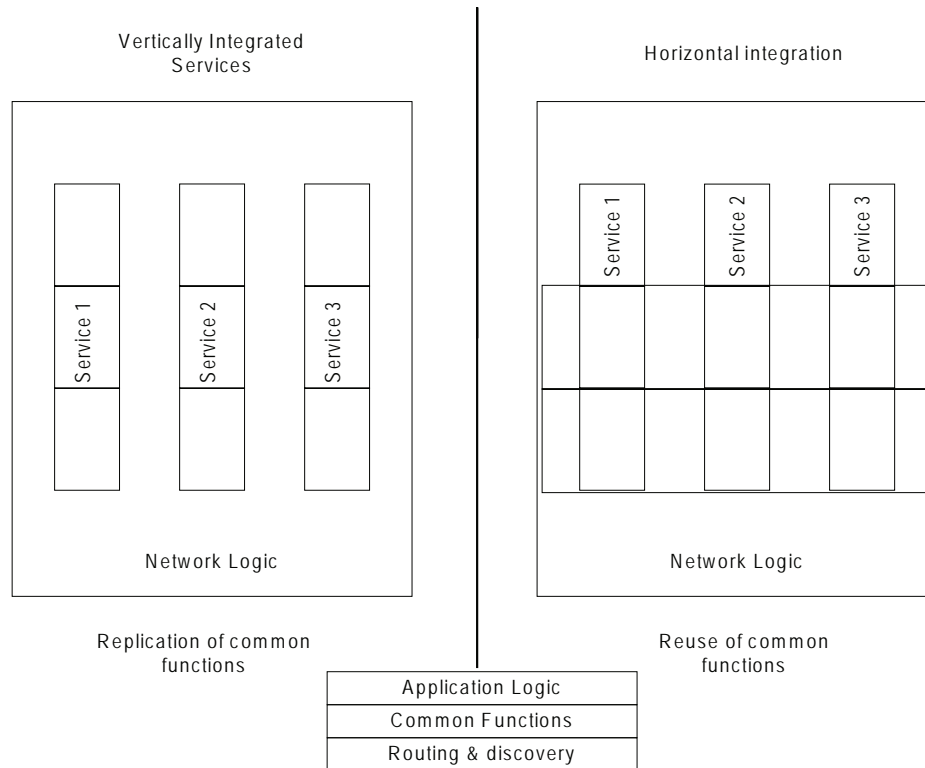 Vertically Integrated
Services
Service 1
Service 2
Service 3
Network Logic
Replication of common
functions
Horizontal integration
Service 1
Service 2
Service 3
Network Logic
Reuse of common
functions
Application Logic
Common Functions
Routing & discovery